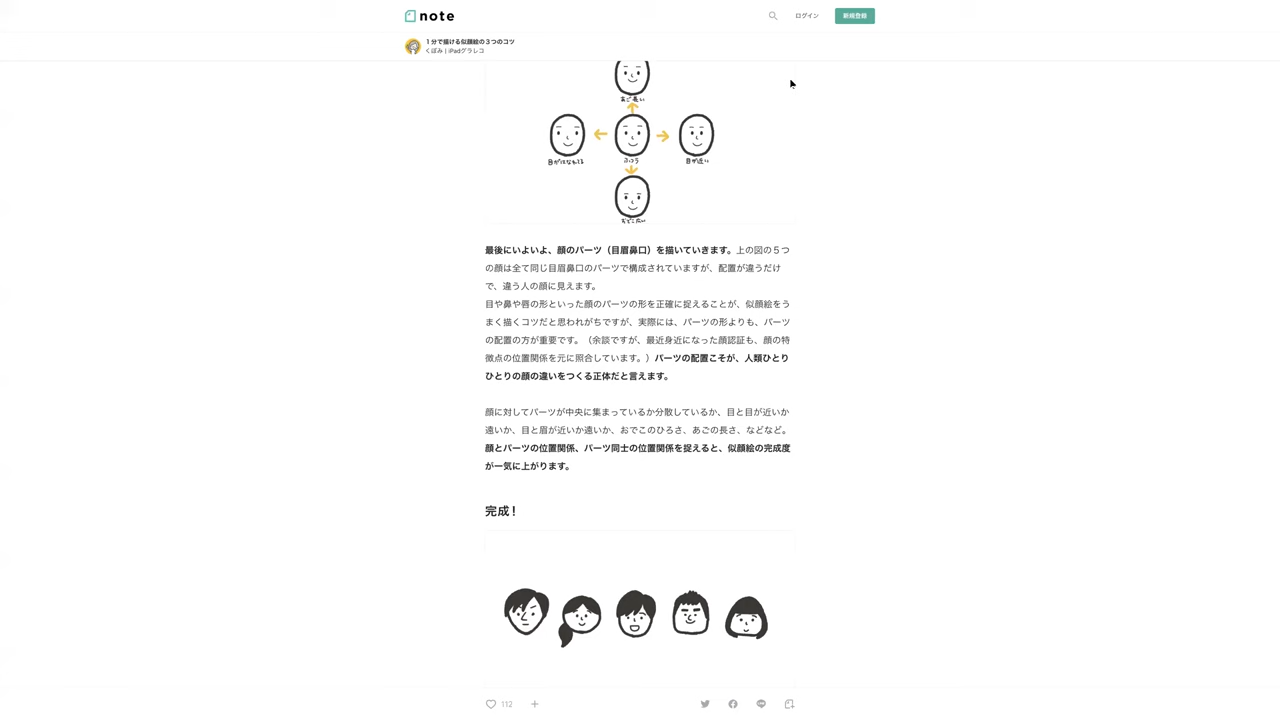 note
ログイン
新規登録
1分で描ける似顔絵の3つのコツ
くぼみ | iPadグラレコ
あご長い
目がはなれてる
ふつう
目が近い
おでこ広い
最後にいよいよ、顔のパーツ（目眉鼻口）を描いていきます。上の図の５つ
の顔は全て同じ目眉鼻口のパーツで構成されていますが、配置が違うだけ
で、違う人の顔に見えます。
目や鼻や唇の形といった顔のパーツの形を正確に捉えることが、似顔絵をう
まく描くコツだと思われがちですが、実際には、パーツの形よりも、パーツ
の配置の方が重要です。（余談ですが、最近身近になった顔認証も、顔の特
徴点の位置関係を元に照合しています。）パーツの配置こそが、人類ひとり
ひとりの顔の違いをつくる正体だと言えます。
顔に対してパーツが中央に集まっているか分散しているか、目と目が近いか
遠いか、目と眉が近いか遠いか、おでこのひろさ、あごの長さ、などなど。
顔とパーツの位置関係、パーツ同士の位置関係を捉えると、似顔絵の完成度
が一気に上がります。
完成！
112